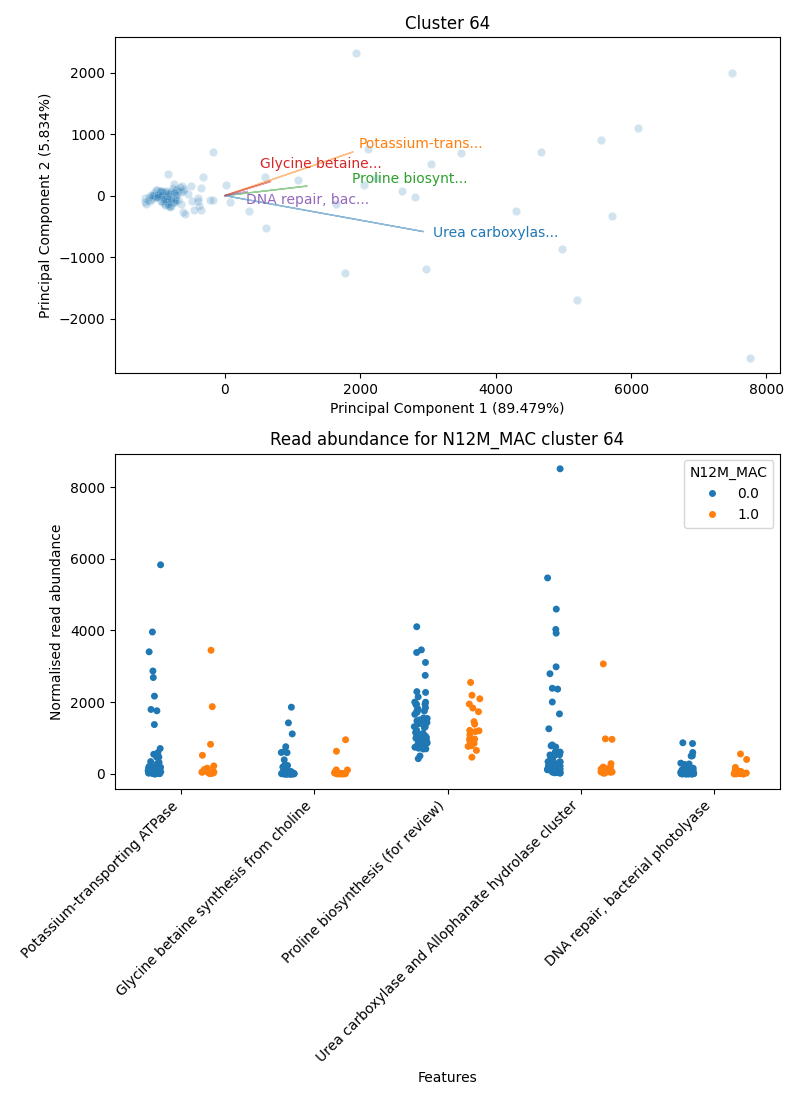 Cluster 64
Principal Component 2 (5.834%)
2000
1000
0
−1000
−2000
Potassium-trans...
Glycine betaine...
Proline biosynt...
DNA repair, bac...
Urea carboxylas...
0 2000 4000 6000 8000
Principal Component 1 (89.479%)
Read abundance for N12M_MAC cluster 64
Normalised read abundance
8000
6000
4000
2000
0
N12M_MAC
0.0
1.0
Potassium-transporting ATPase
Glycine betaine synthesis from choline
Proline biosynthesis (for review)
Urea carboxylase and Allophanate hydrolase cluster
DNA repair, bacterial photolyase
Features